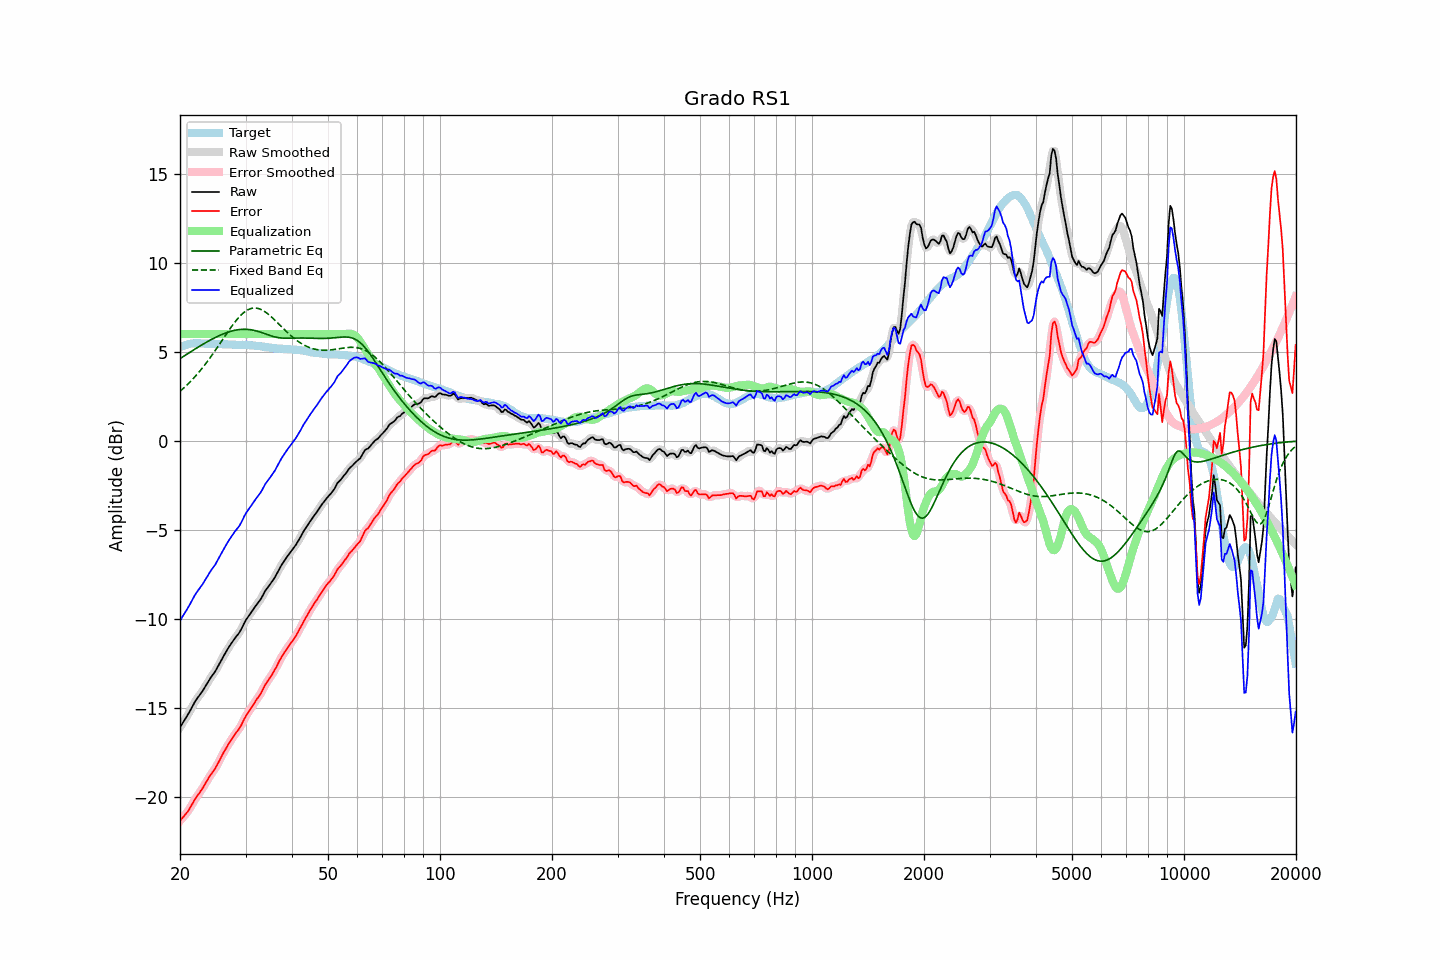 Grado RS1
Target
Raw Smoothed
Error Smoothed
Raw
Error
Equalization
Parametric Eq
Fixed Band Eq
Equalized
Amplitude (dBr)
15
10
5
0
−5
−10
−15
−20
20 50 100 200 500 1000 2000 5000 10000 20000
Frequency (Hz)